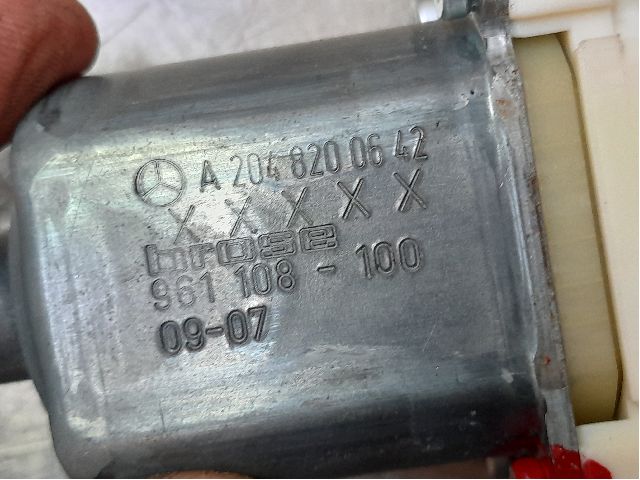 A 204 820 06 42
X X X X X
brose
961 108 - 100
09-07